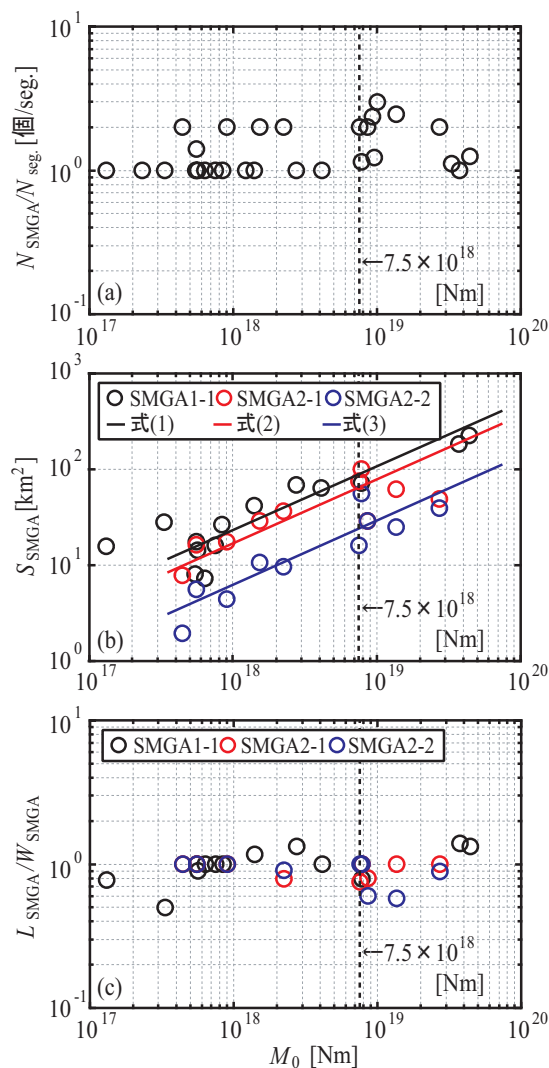 10^1
10^0
10^-1
N_SMGA/N_seg. [個/seg.]
(a)
←7.5×10^18
[Nm]
10^17 10^18 10^19 10^20
10^3
10^2
10^1
10^0
S_SMGA [km^2]
SMGA1-1 SMGA2-1 SMGA2-2
式(1) 式(2) 式(3)
(b)
←7.5×10^18
[Nm]
10^17 10^18 10^19 10^20
10^1
10^0
10^-1
L_SMGA/W_SMGA
SMGA1-1 SMGA2-1 SMGA2-2
(c)
←7.5×10^18
[Nm]
10^17 10^18 10^19 10^20
M_0 [Nm]